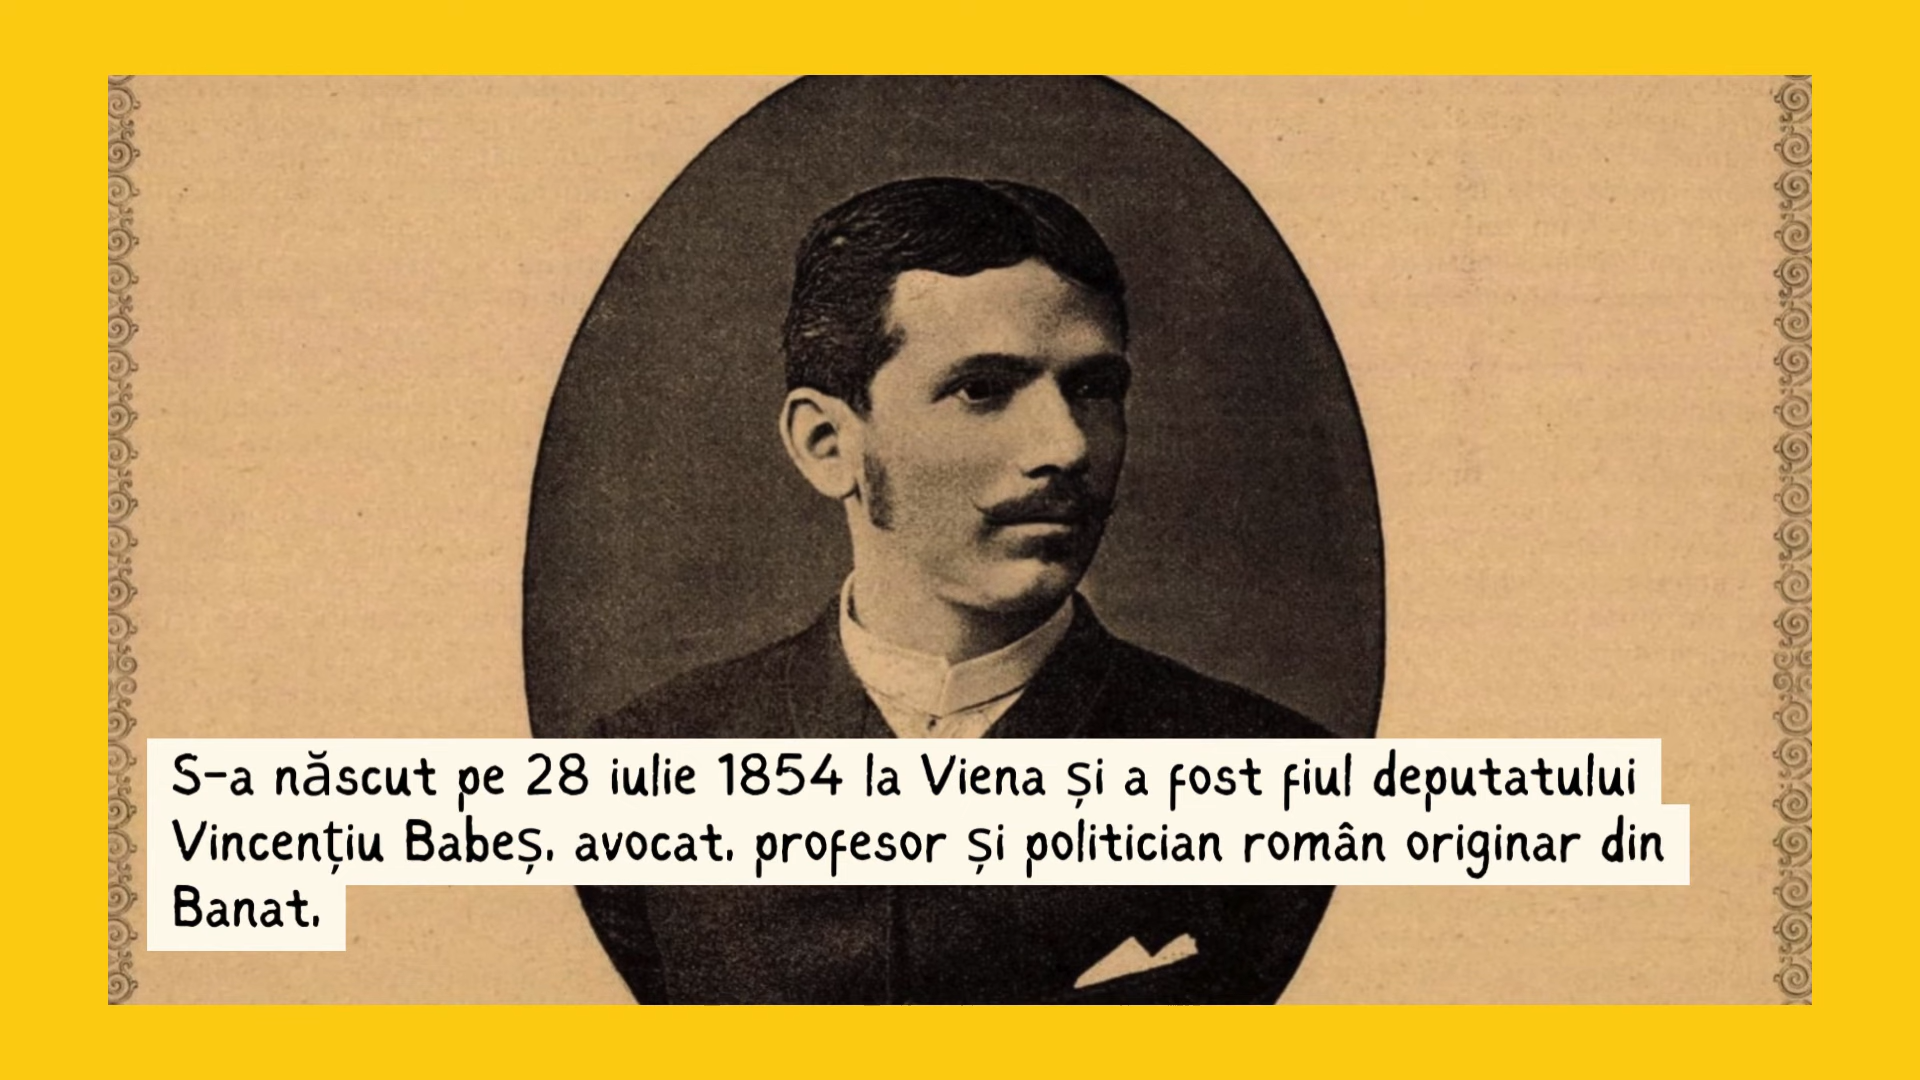 S-a născut pe 28 iulie 1854 la Viena și a fost fiul deputatului
Vincențiu Babeș, avocat, profesor și politician român originar din
Banat.